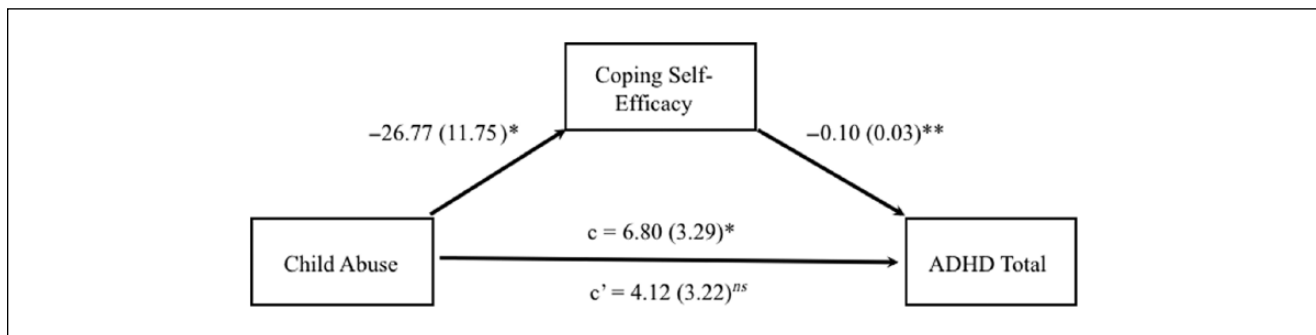 Coping Self-
Efficacy
−26.77 (11.75)*
−0.10 (0.03)**
c = 6.80 (3.29)*
Child Abuse
ADHD Total
c’ = 4.12 (3.22)ns